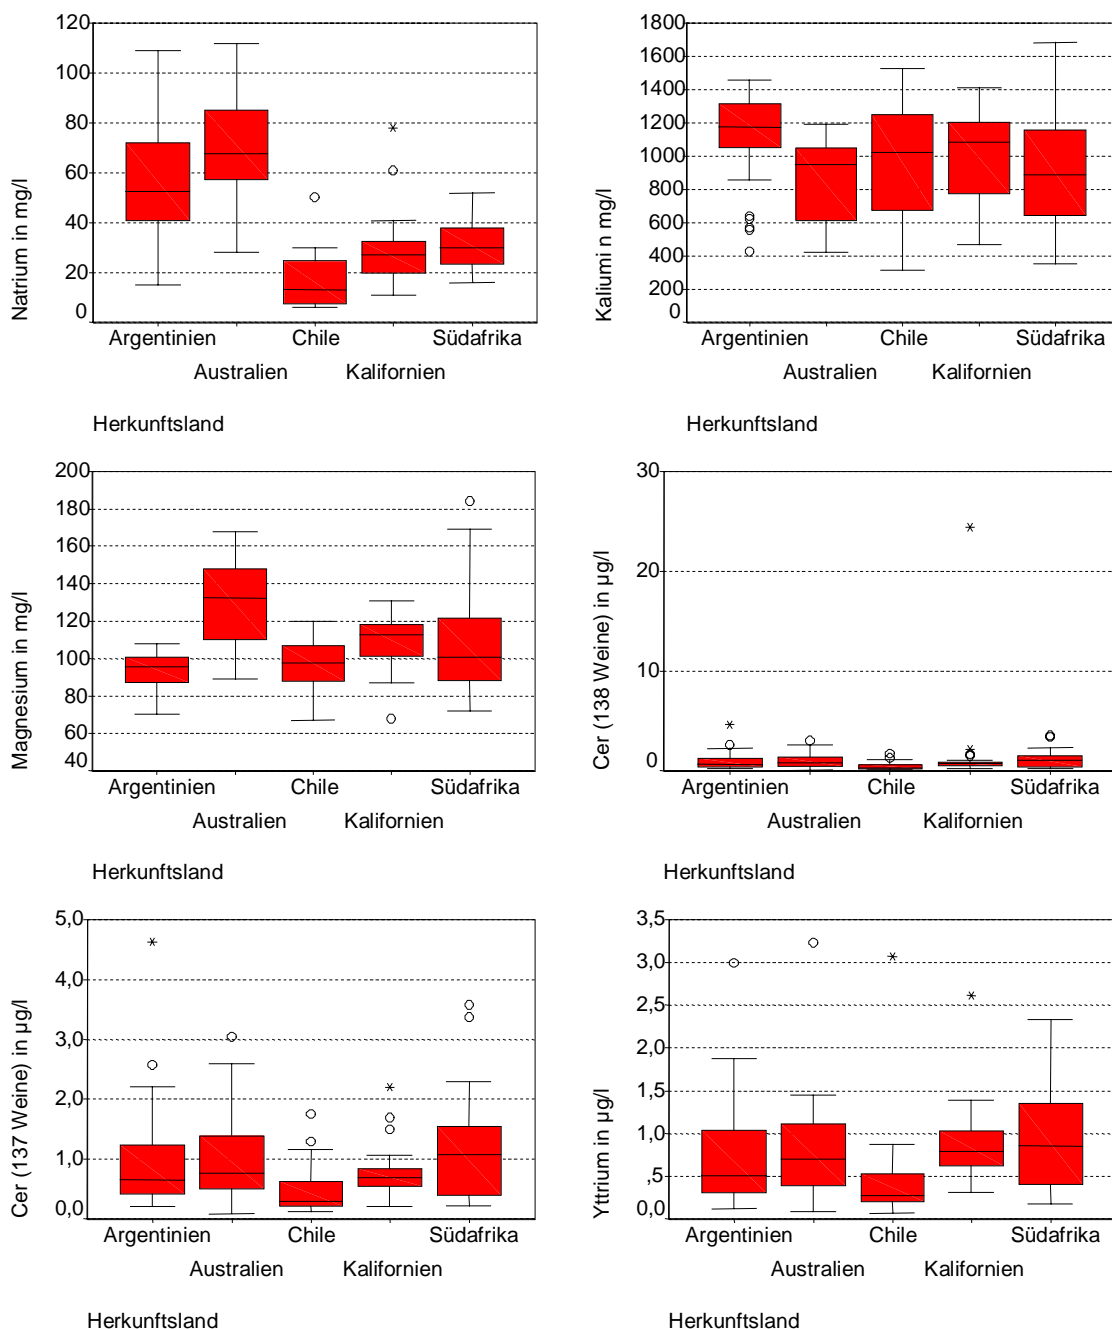 Natrium in mg/l
120
100
80
60
40
20
0
Argentinien
Chile
Südafrika
Australien
Kalifornien
Herkunftsland
Kaliumi n mg/l
1800
1600
1400
1200
1000
800
600
400
200
0
Argentinien
Chile
Südafrika
Australien
Kalifornien
Herkunftsland
Magnesium in mg/l
200
180
160
140
120
100
80
60
40
Argentinien
Chile
Südafrika
Australien
Kalifornien
Herkunftsland
Cer (138 Weine) in µg/l
30
20
10
0
Argentinien
Chile
Südafrika
Australien
Kalifornien
Herkunftsland
Cer (137 Weine) in µg/l
5,0
4,0
3,0
2,0
1,0
0,0
Argentinien
Chile
Südafrika
Australien
Kalifornien
Herkunftsland
Yttrium in µg/l
3,5
3,0
2,5
2,0
1,5
1,0
,5
0,0
Argentinien
Chile
Südafrika
Australien
Kalifornien
Herkunftsland